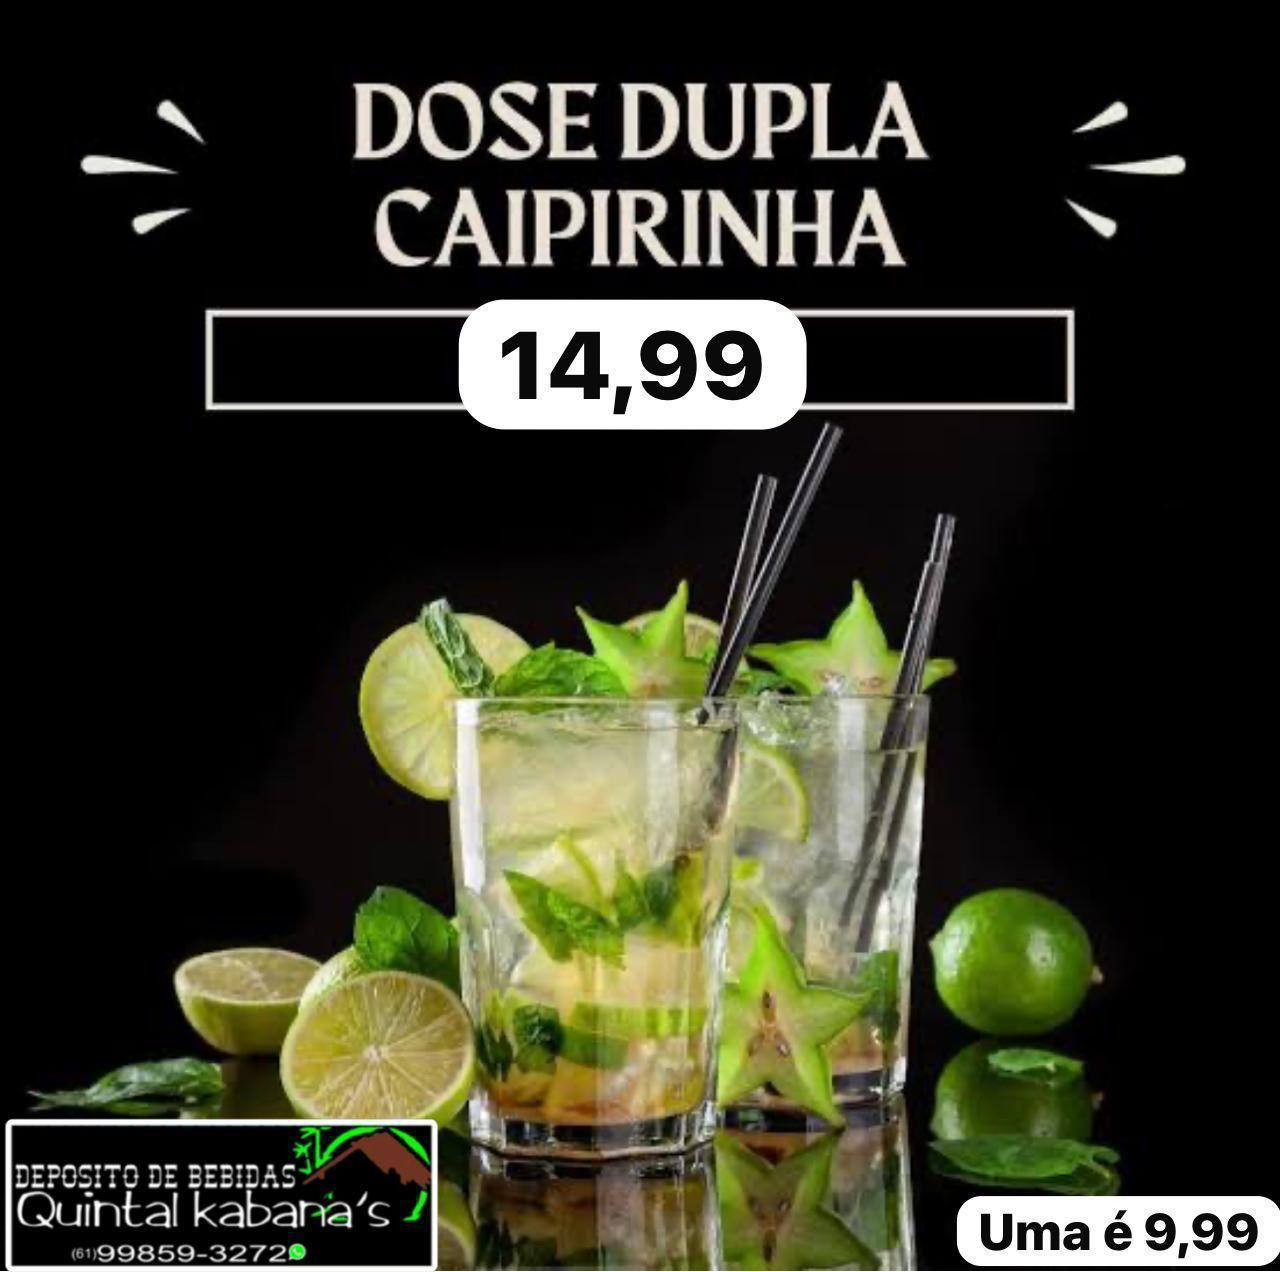 DOSE DUPLA
CAIPIRINHA
14,99
DEPOSITO DE BEBIDAS
Quintal kabana's
(61)99859-3272
Uma é 9,99